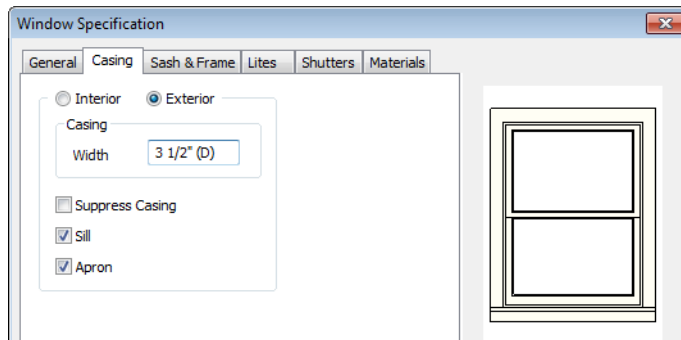 Window Specification
General Casing Sash & Frame Lites Shutters Materials
Interior Exterior
Casing
Width 3 1/2" (D)
Suppress Casing
Sill
Apron